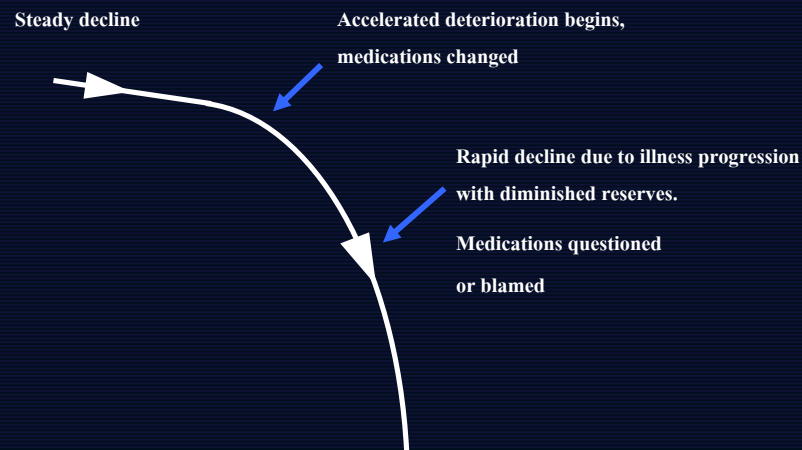 Steady decline
Accelerated deterioration begins,
medications changed
Rapid decline due to illness progression
with diminished reserves.
Medications questioned
or blamed